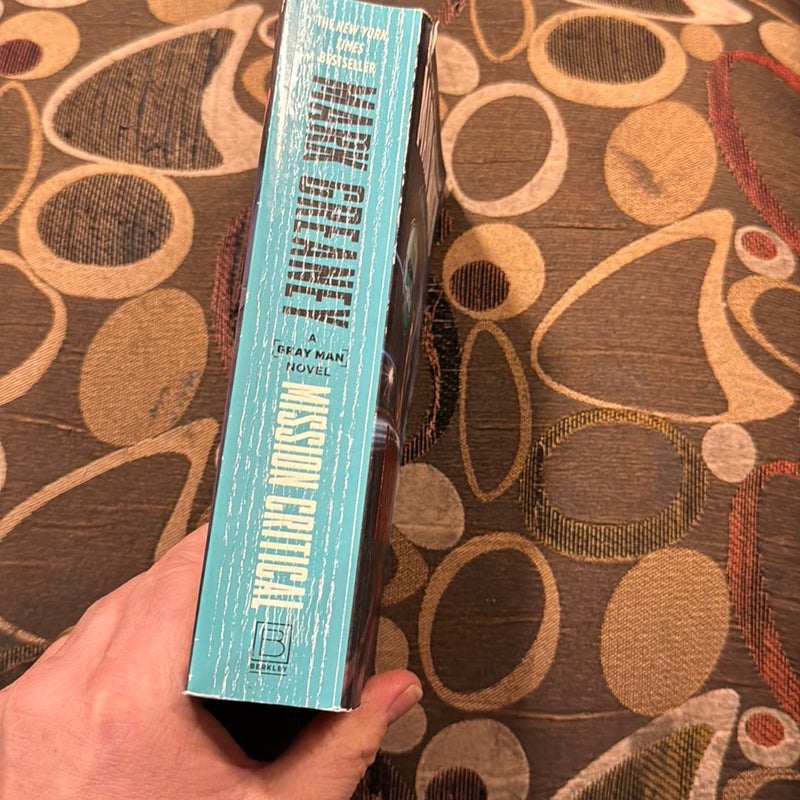 THE NEW YORK
TIMES
BESTSELLER
MARK GREANEY
A
[GRAY MAN]
NOVEL
MISSION CRITICAL
B
BERKLEY